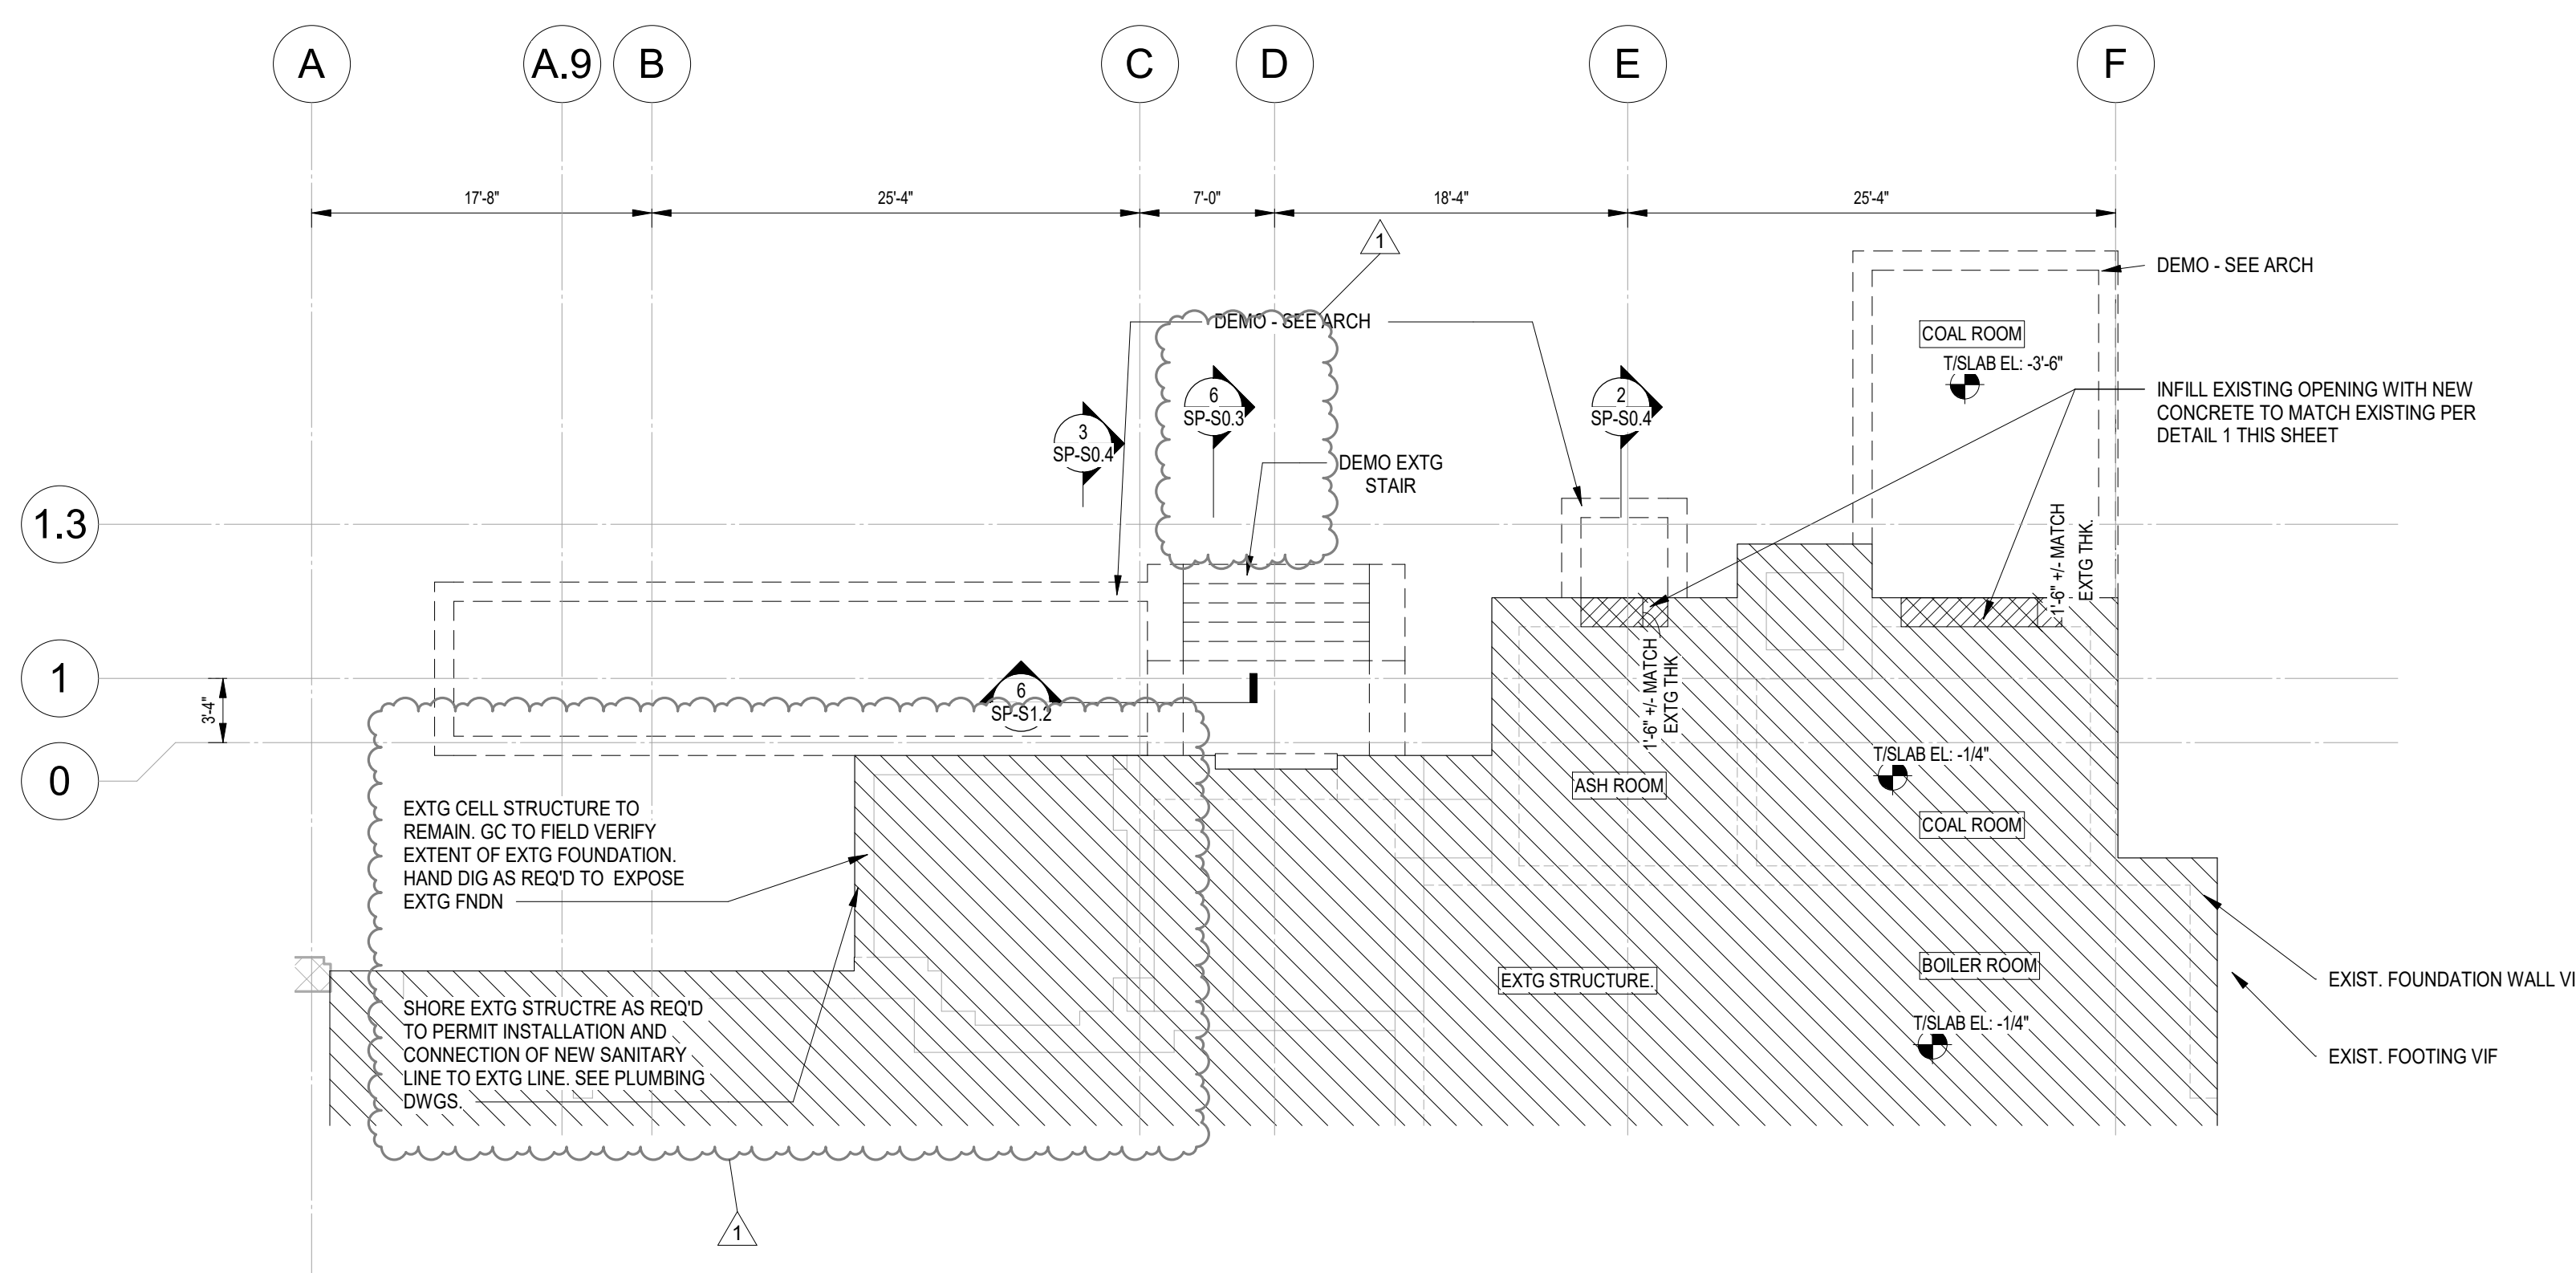 A
A.9
B
C
D
E
F
17'-8"
25'-4"
7'-0"
18'-4"
25'-4"
1
DEMO - SEE ARCH
DEMO - SEE ARCH
COAL ROOM
T/SLAB EL: -3'-6"
INFILL EXISTING OPENING WITH NEW
CONCRETE TO MATCH EXISTING PER
DETAIL 1 THIS SHEET
3
SP-S0.4
6
SP-S0.3
2
SP-S0.4
DEMO EXTG
STAIR
1.3
1'-6" +/- MATCH
EXTG THK.
1
3'-4"
0
6
SP-S1.2
1'-6" +/- MATCH
EXTG THK
T/SLAB EL: -1/4"
ASH ROOM
COAL ROOM
EXTG CELL STRUCTURE TO
REMAIN. GC TO FIELD VERIFY
EXTENT OF EXTG FOUNDATION.
HAND DIG AS REQ'D TO EXPOSE
EXTG FNDN
BOILER ROOM
EXTG STRUCTURE.
EXIST. FOUNDATION WALL VI
SHORE EXTG STRUCTRE AS REQ'D
TO PERMIT INSTALLATION AND
CONNECTION OF NEW SANITARY
LINE TO EXTG LINE. SEE PLUMBING
DWGS.
T/SLAB EL: -1/4"
EXIST. FOOTING VIF
1